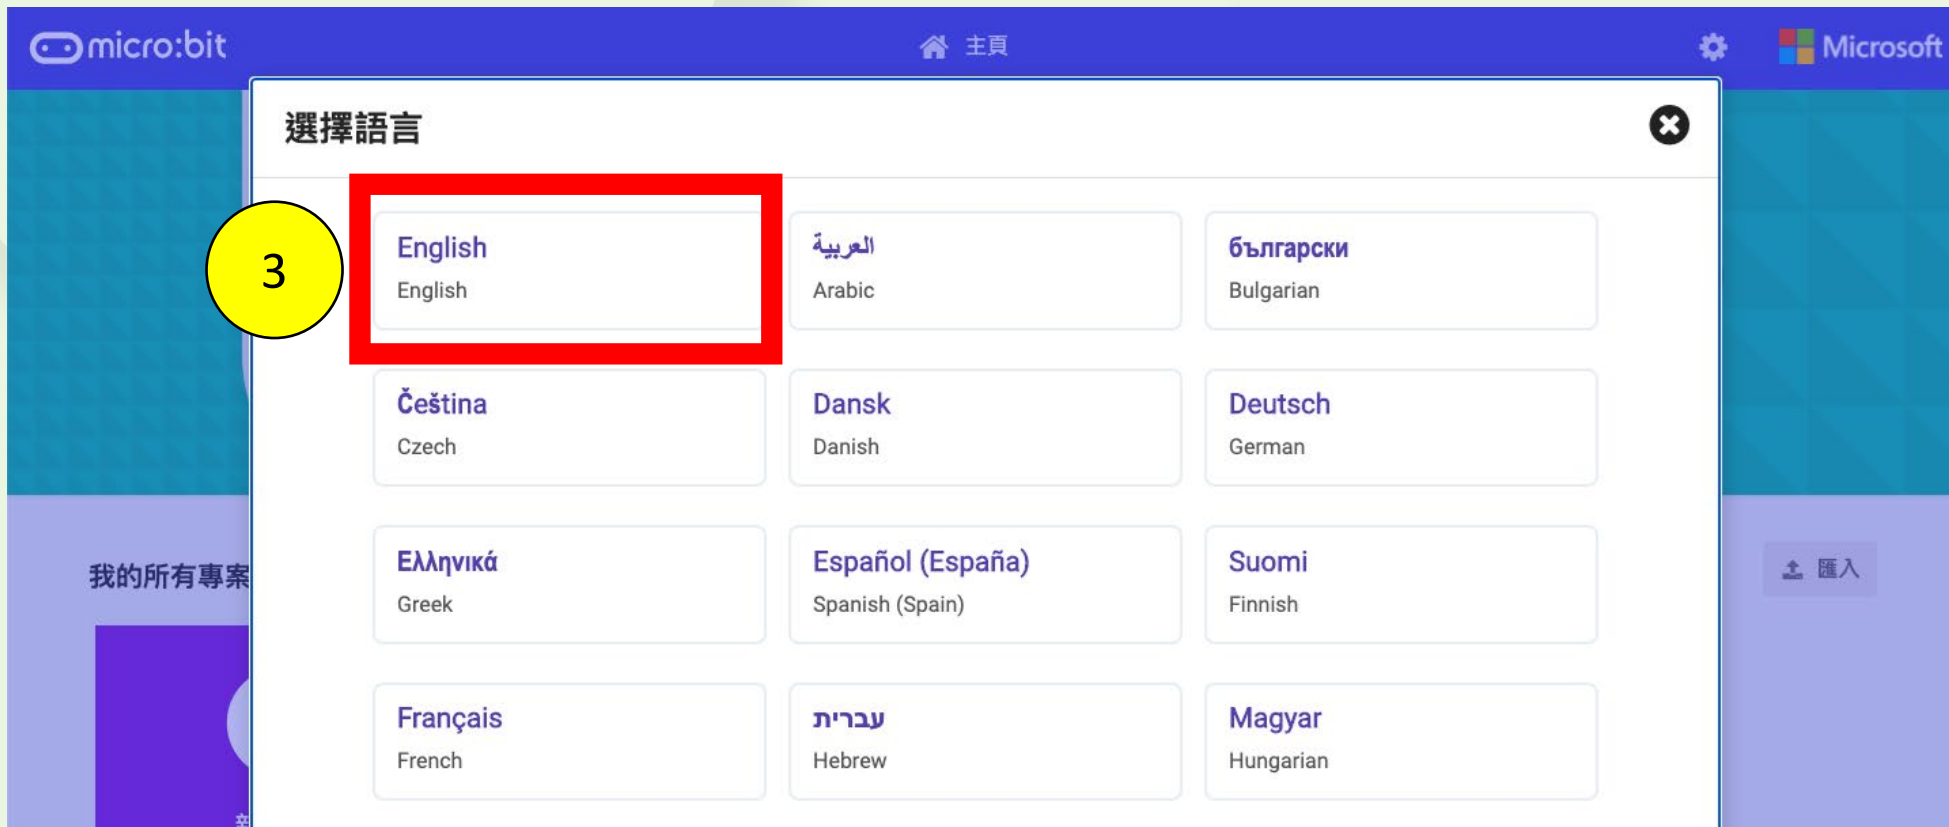 micro:bit
主頁
Microsoft
選擇語言
3
English
English
العربية
Arabic
български
Bulgarian
Čeština
Czech
Dansk
Danish
Deutsch
German
Ελληνικά
Greek
Español (España)
Spanish (Spain)
Suomi
Finnish
Français
French
עברית
Hebrew
Magyar
Hungarian
我的所有專案
匯入